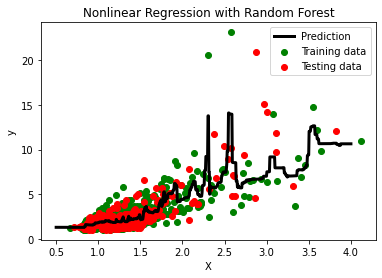 Nonlinear Regression with Random Forest
Prediction
Training data
Testing data
y
20
15
10
5
0
0.5 1.0 1.5 2.0 2.5 3.0 3.5 4.0
X